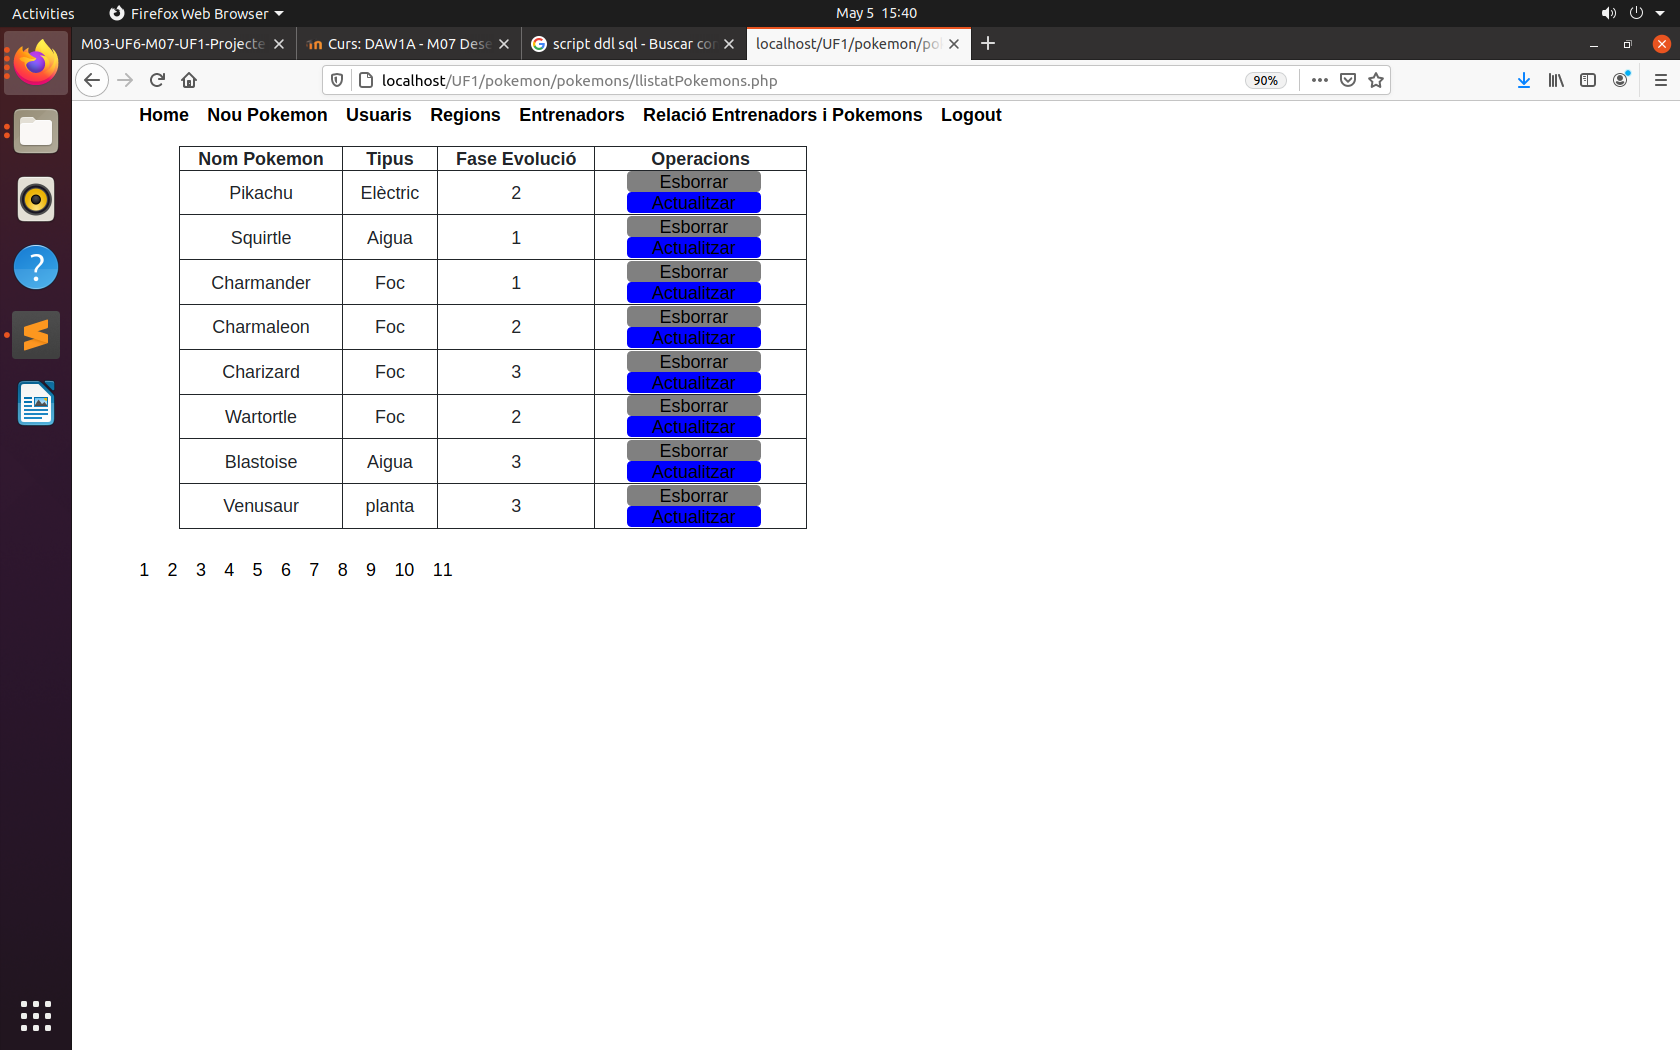 Activities Firefox Web Browser May 5 15:40
M03-UF6-M07-UF1-Projecte Curs: DAW1A - M07 Dese script ddl sql - Buscar con localhost/UF1/pokemon/po
localhost/UF1/pokemon/pokemons/llistatPokemons.php 90%
Home Nou Pokemon Usuaris Regions Entrenadors Relació Entrenadors i Pokemons Logout
Nom Pokemon Tipus Fase Evolució Operacions
Pikachu Elèctric 2 Esborrar
Actualitzar
Squirtle Aigua 1 Esborrar
Actualitzar
Charmander Foc 1 Esborrar
Actualitzar
Charmaleon Foc 2 Esborrar
Actualitzar
Charizard Foc 3 Esborrar
Actualitzar
Wartortle Foc 2 Esborrar
Actualitzar
Blastoise Aigua 3 Esborrar
Actualitzar
Venusaur planta 3 Esborrar
Actualitzar
1 2 3 4 5 6 7 8 9 10 11